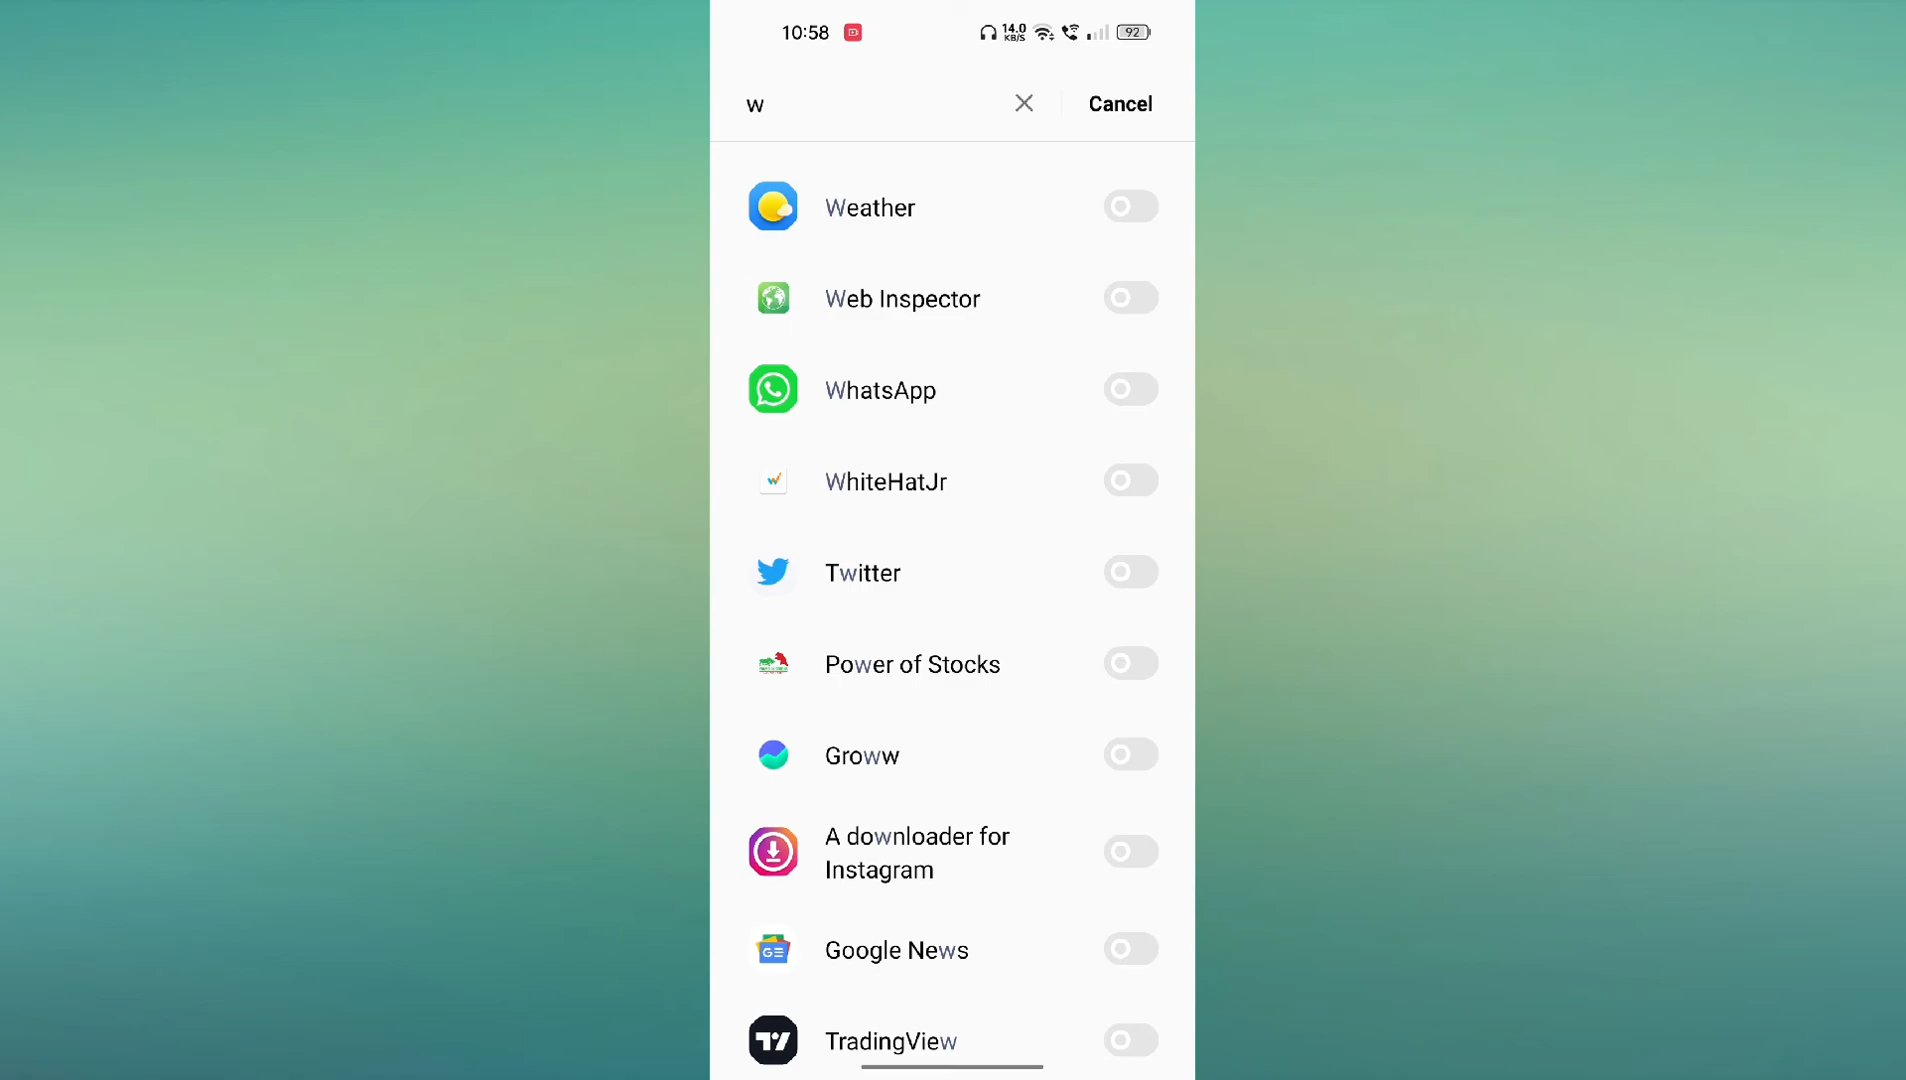 10:58 14.0 KB/S 92
w Cancel
Weather
Web Inspector
WhatsApp
WhiteHatJr
Twitter
Power of Stocks
Groww
A downloader for
Instagram
GE Google News
TradingView